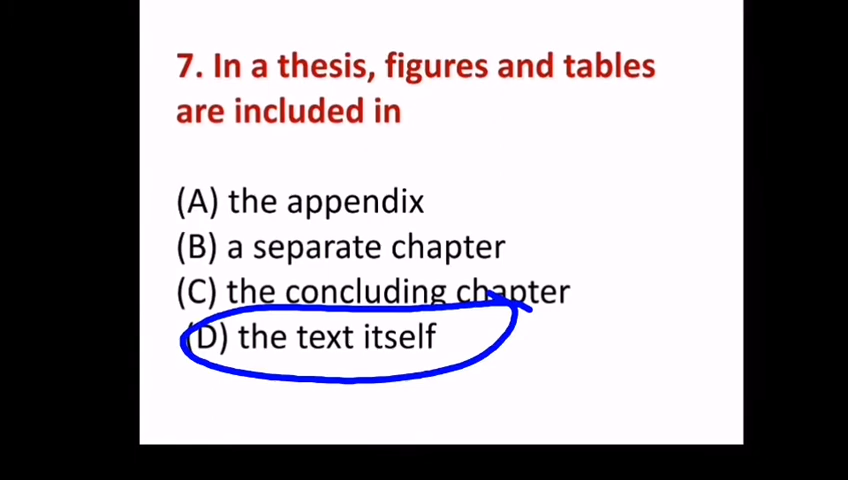 7. In a thesis, figures and tables
are included in
(A) the appendix
(B) a separate chapter
(C) the concluding chapter
(D) the text itself